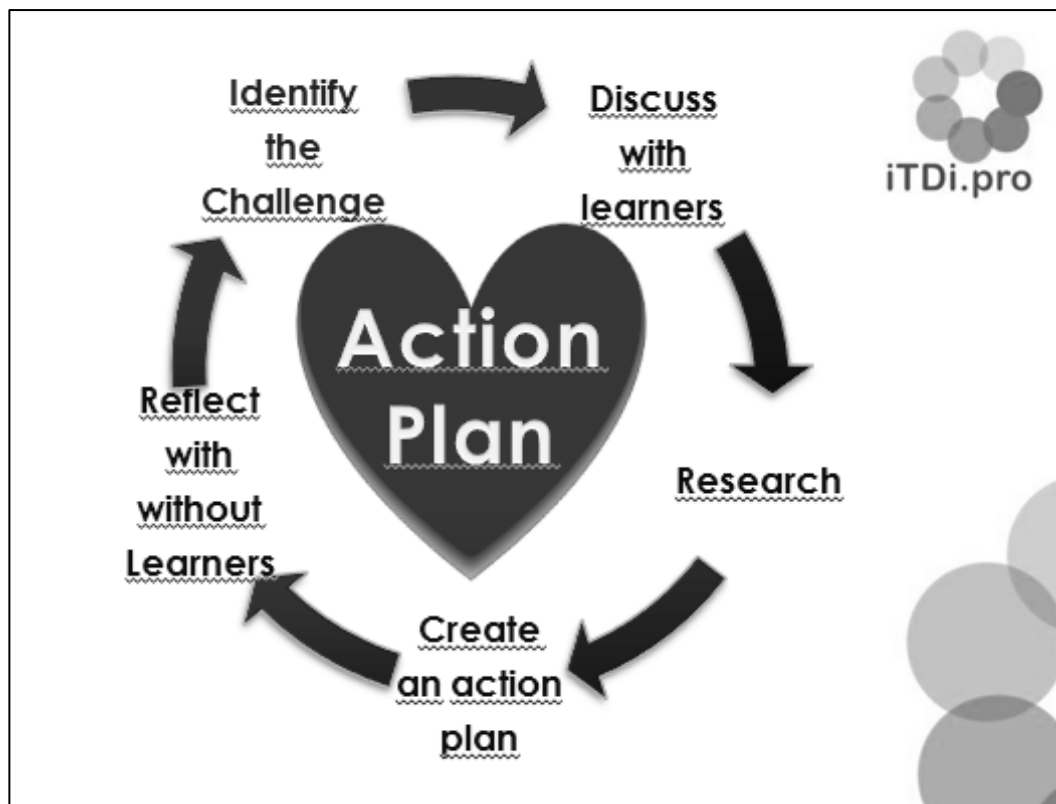 Identify
the
Challenge
Discuss
with
learners
iTDi.pro
Action
Plan
Research
Reflect
with
without
Learners
Create
an action
plan